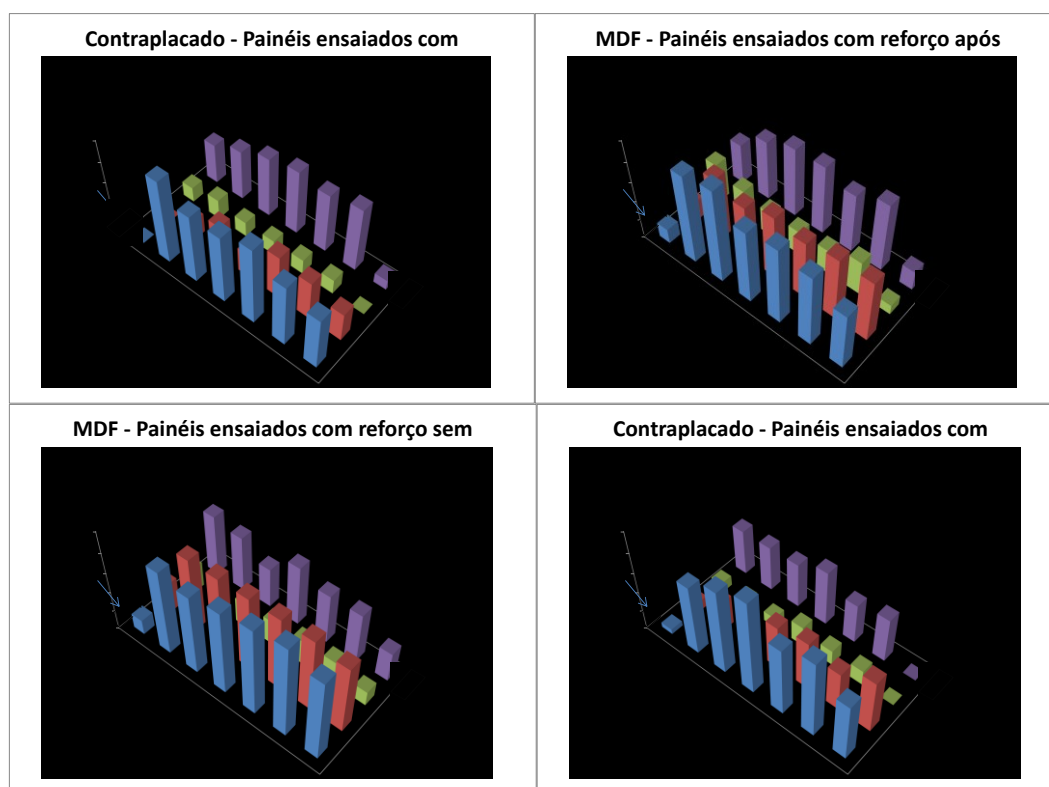 Contraplacado - Painéis ensaiados com
MDF - Painéis ensaiados com reforço após
MDF - Painéis ensaiados com reforço sem
Contraplacado - Painéis ensaiados com